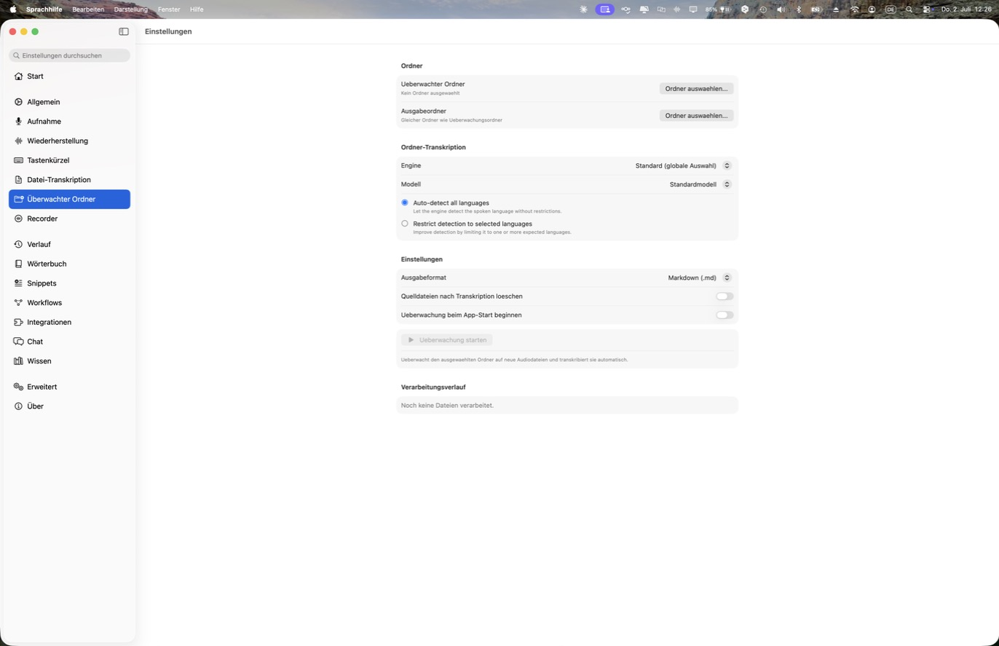 Sprachhilfe Bearbeiten Darstellung Fenster Hilfe 85% DE Do. 2. Juli 12:26
Einstellungen
Einstellungen durchsuchen
Start
Allgemein
Aufnahme
Wiederherstellung
Tastenkürzel
Datei-Transkription
Überwachter Ordner
Recorder
Verlauf
Wörterbuch
Snippets
Workflows
Integrationen
Chat
Wissen
Erweitert
Über
Ordner
Ueberwachter Ordner
Kein Ordner ausgewaehlt
Ordner auswaehlen...
Ausgabeordner
Gleicher Ordner wie Ueberwachungsordner
Ordner auswaehlen...
Ordner-Transkription
Engine Standard (globale Auswahl)
Modell Standardmodell
Auto-detect all languages
Let the engine detect the spoken language without restrictions.
Restrict detection to selected languages
Improve detection by limiting it to one or more expected languages.
Einstellungen
Ausgabeformat Markdown (.md)
Quelldateien nach Transkription loeschen
Ueberwachung beim App-Start beginnen
Ueberwachung starten
Ueberwacht den ausgewaehlten Ordner auf neue Audiodateien und transkribiert sie automatisch.
Verarbeitungsverlauf
Noch keine Dateien verarbeitet.